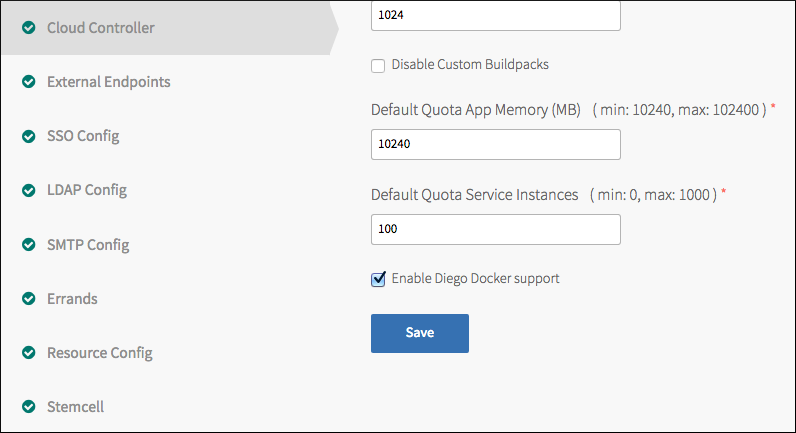 Cloud Controller
External Endpoints
SSO Config
LDAP Config
SMTP Config
Errands
Resource Config
Stemcell
1024
Disable Custom Buildpacks
Default Quota App Memory (MB) ( min: 10240, max: 102400 ) *
10240
Default Quota Service Instances ( min: 0, max: 1000 ) *
100
Enable Diego Docker support
Save